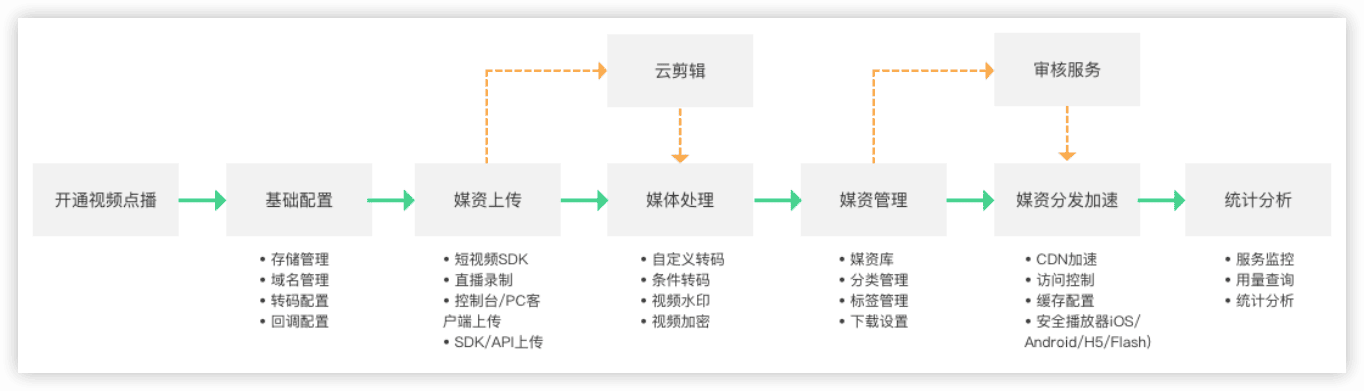 云剪辑
审核服务
开通视频点播
基础配置
媒资上传
媒体处理
媒资管理
媒资分发加速
统计分析
• 存储管理
• 域名管理
• 转码配置
• 回调配置
• 短视频SDK
• 直播录制
• 控制台/PC客
户端上传
• SDK/API上传
• 自定义转码
• 条件转码
• 视频水印
• 视频加密
• 媒资库
• 分类管理
• 标签管理
• 下载设置
• CDN加速
• 访问控制
• 缓存配置
• 安全播放器iOS/
Android/H5/Flash)
• 服务监控
• 用量查询
• 统计分析